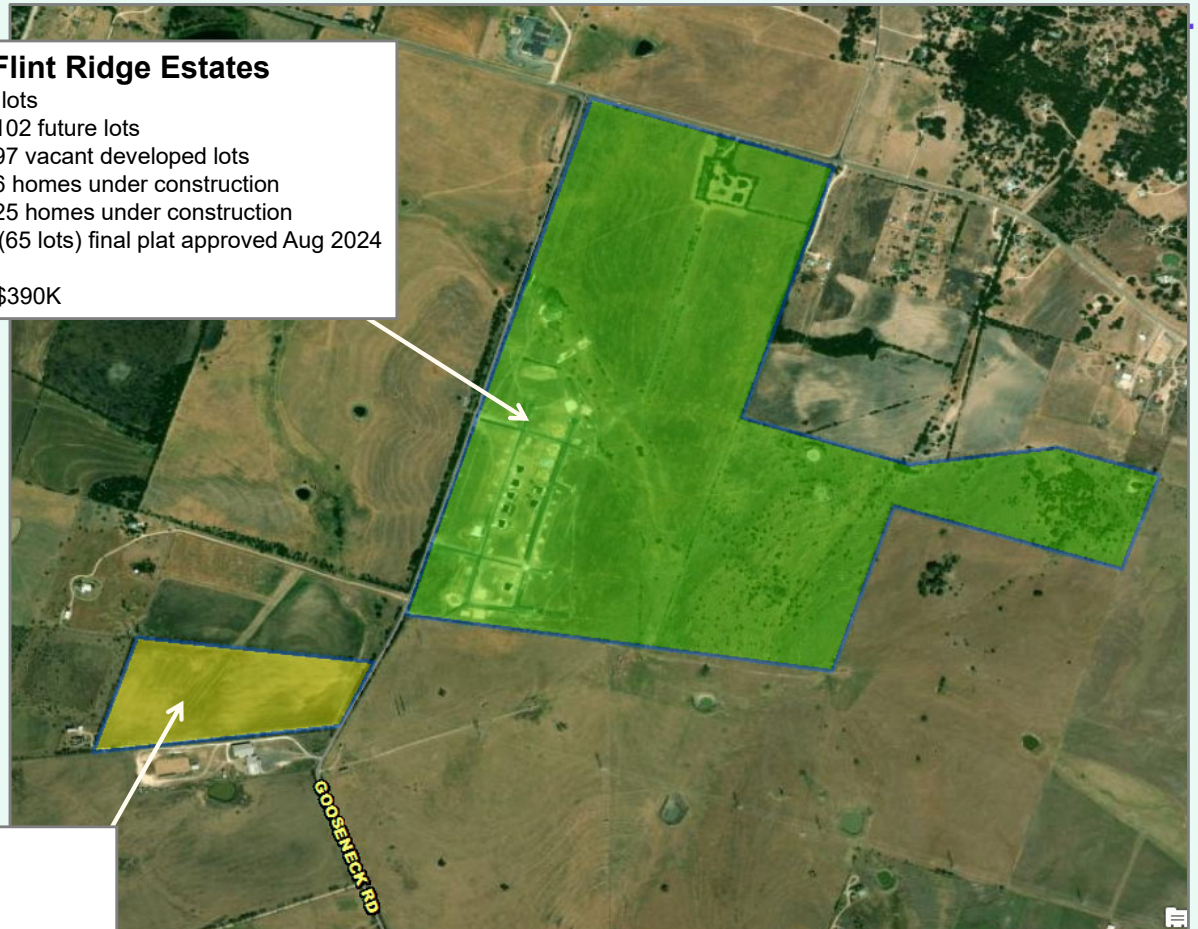 Flint Ridge Estates
lots
102 future lots
97 vacant developed lots
6 homes under construction
25 homes under construction
(65 lots) final plat approved Aug 2024
$390K
GOOSENECK RD